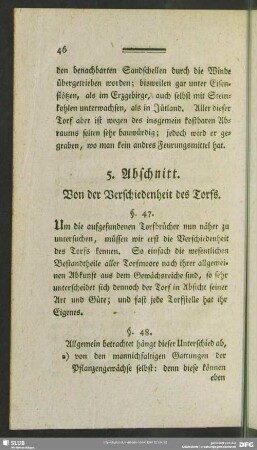 46
den benachbarten Sandschellen durch die Winde
übergetrieben worden; bisweilen gar unter Eisen-
flötzen, als im Erzgebirge, auch selbst mit Stein-
kohlen unterwachsen, als in Jütland. Aller dieser
Torf aber ist wegen des insgemein kostbaren Ab-
raums selten sehr bauwürdig; jedoch wird er ge-
graben, wo man kein andres Feurungsmittel hat.
5. Abschnitt.
Von der Verschiedenheit des Torfs.
§. 47.
Um die ausgefundenen Torfbrücher nun näher zu
untersuchen, müssen wir erst die Verschiedenheit
des Torfs kennen. So einfach die wesentlichen
Bestandtheile aller Torfmoore nach ihrer allgemei-
nen Abkunft aus dem Gewächsreiche sind, so sehr
unterscheidet sich dennoch der Torf in Absicht seiner
Art und Güte; und fast jede Torfstelle hat ihr
Eigenes.
§. 48.
Allgemein betrachtet hängt dieser Unterschied ab,
a) von den mannichfaltigen Gattungen der
Pflanzengewächse selbst: denn diese können
eben
SLUB